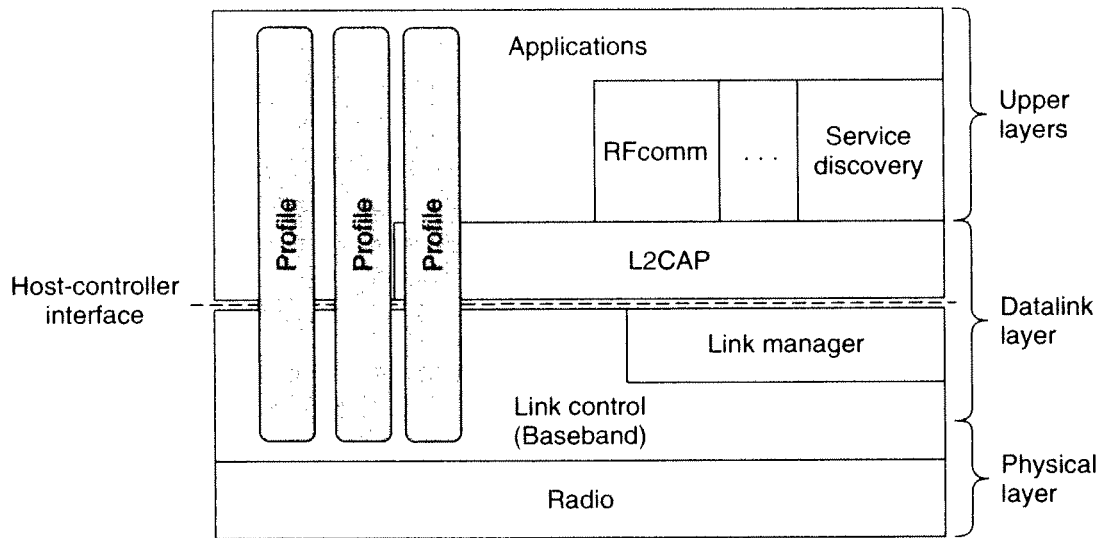 Applications
Upper
layers
RFcomm
. . .
Service
discovery
Profile
Profile
Profile
L2CAP
Host-controller
interface
Datalink
layer
Link manager
Link control
(Baseband)
Physical
layer
Radio